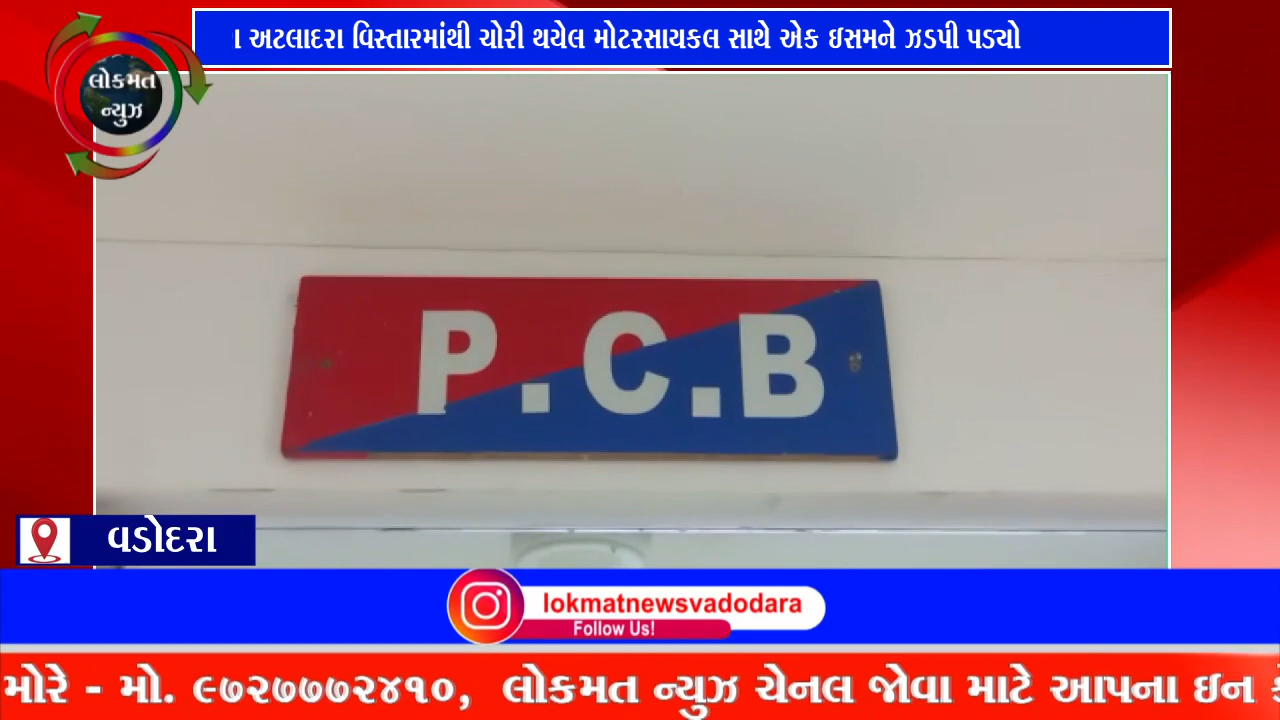 અટલાદરા વિસ્તારમાંથી ચોરી થયેલ મોટરસાયકલ સાથે એક ઇસમને ઝડપી પડ્યો
લોકમત
ન્યુઝ
P.C.B
વડોદરા
lokmatnewsvadodara
Follow Us!
મોરે - મો. ૯૭૨૭૭૭૨૪૧૦, લોકમત ન્યુઝ ચેનલ જોવા માટે આપના ઇન